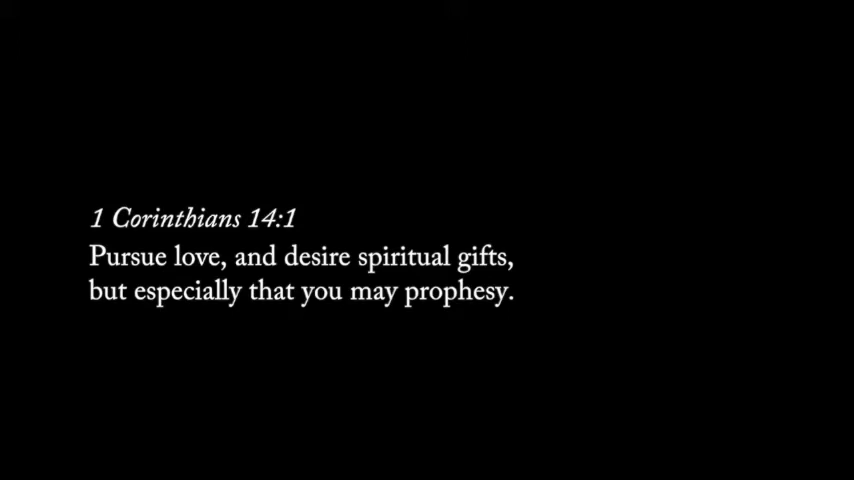 1 Corinthians 14:1
Pursue love, and desire spiritual gifts,
but especially that you may prophesy.